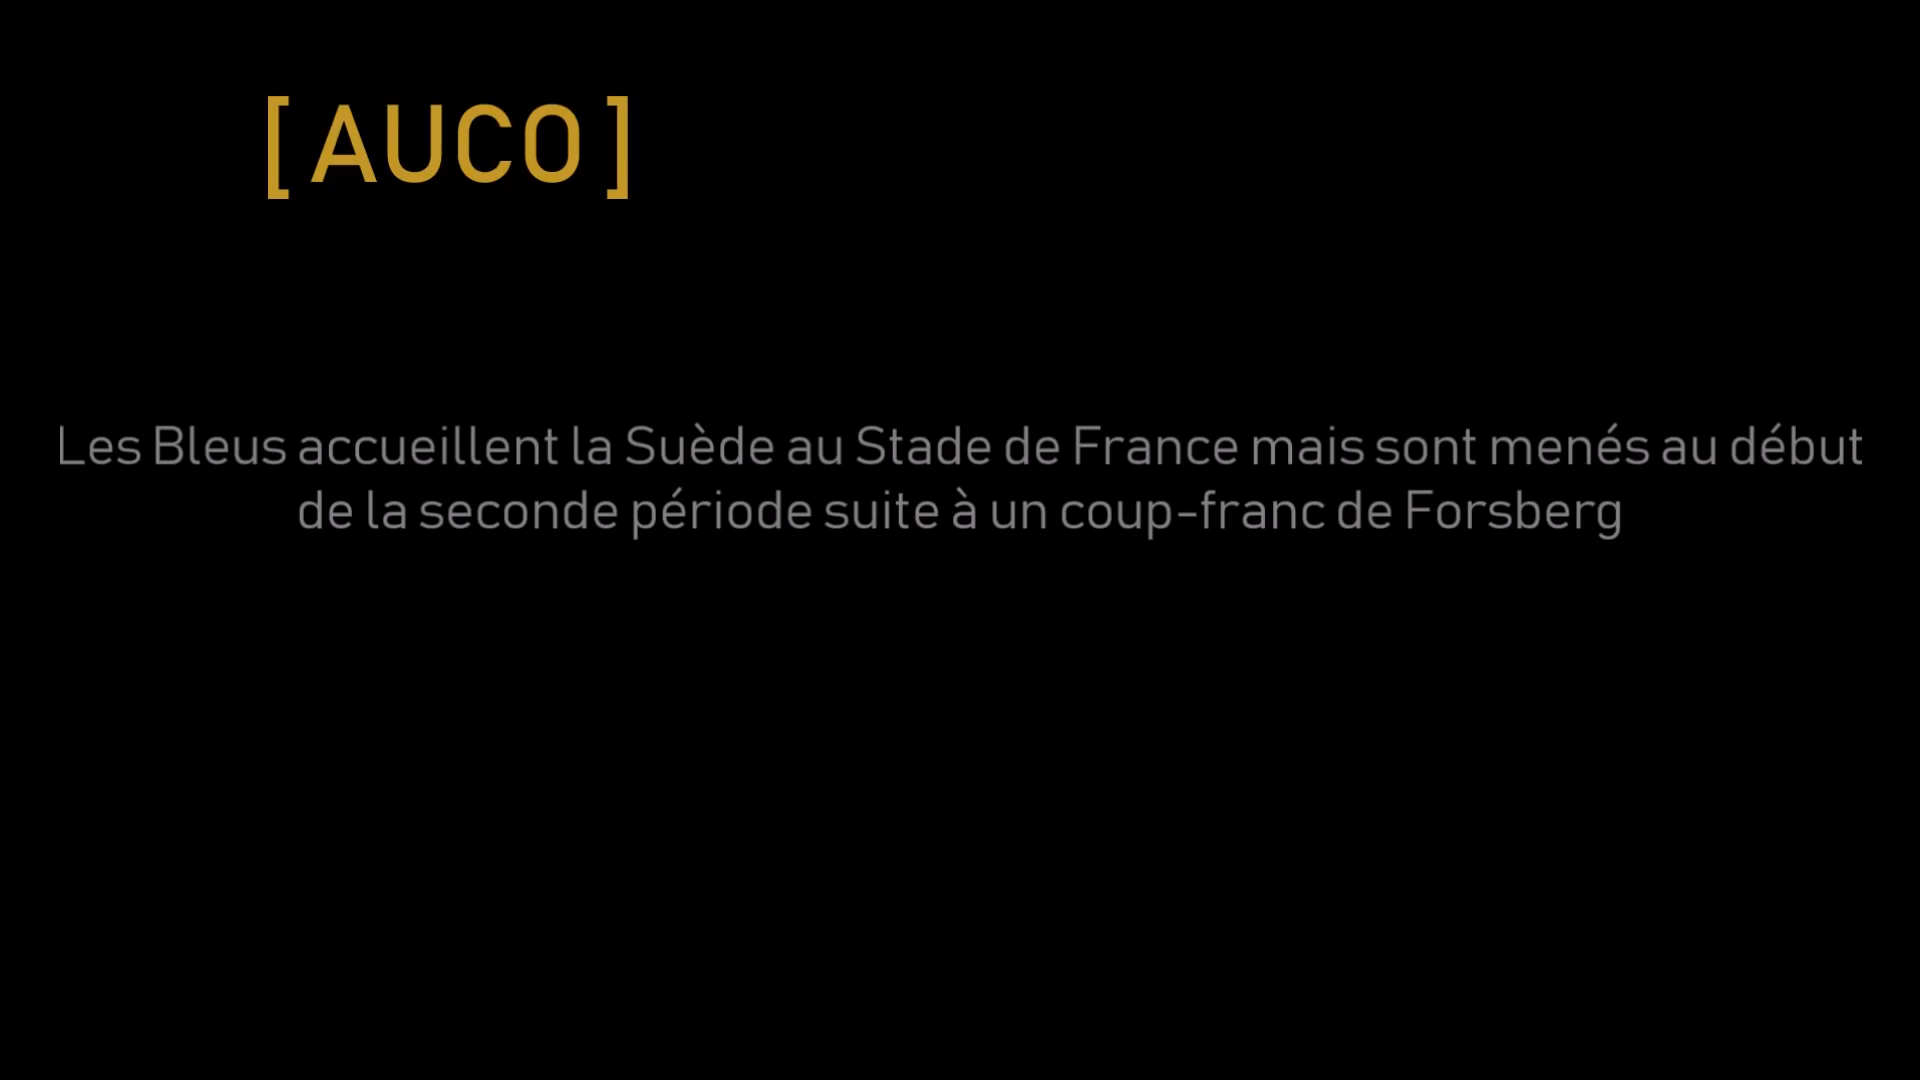 [ AUCO ]
Les Bleus accueillent la Suède au Stade de France mais sont menés au début
de la seconde période suite à un coup-franc de Forsberg